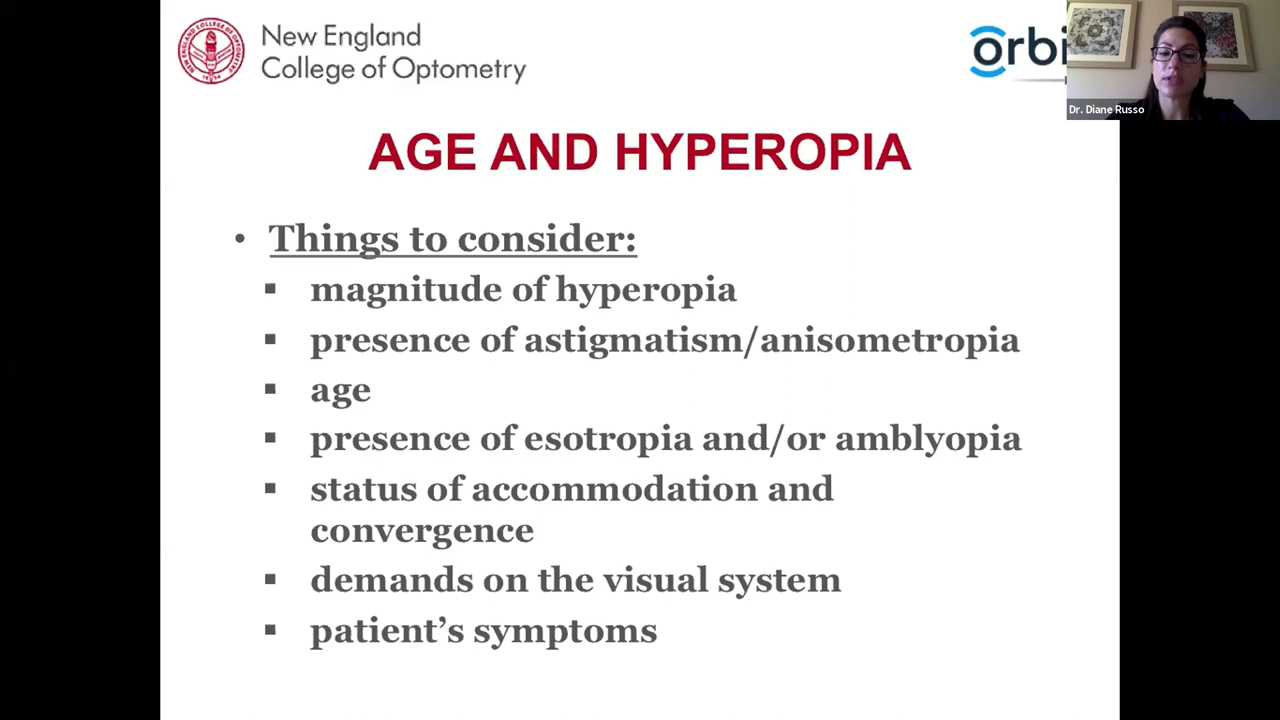 New England
College of Optometry
orbi
Dr. Diane Russo
AGE AND HYPEROPIA
• Things to consider:
▪ magnitude of hyperopia
▪ presence of astigmatism/anisometropia
▪ age
▪ presence of esotropia and/or amblyopia
▪ status of accommodation and
convergence
▪ demands on the visual system
▪ patient's symptoms